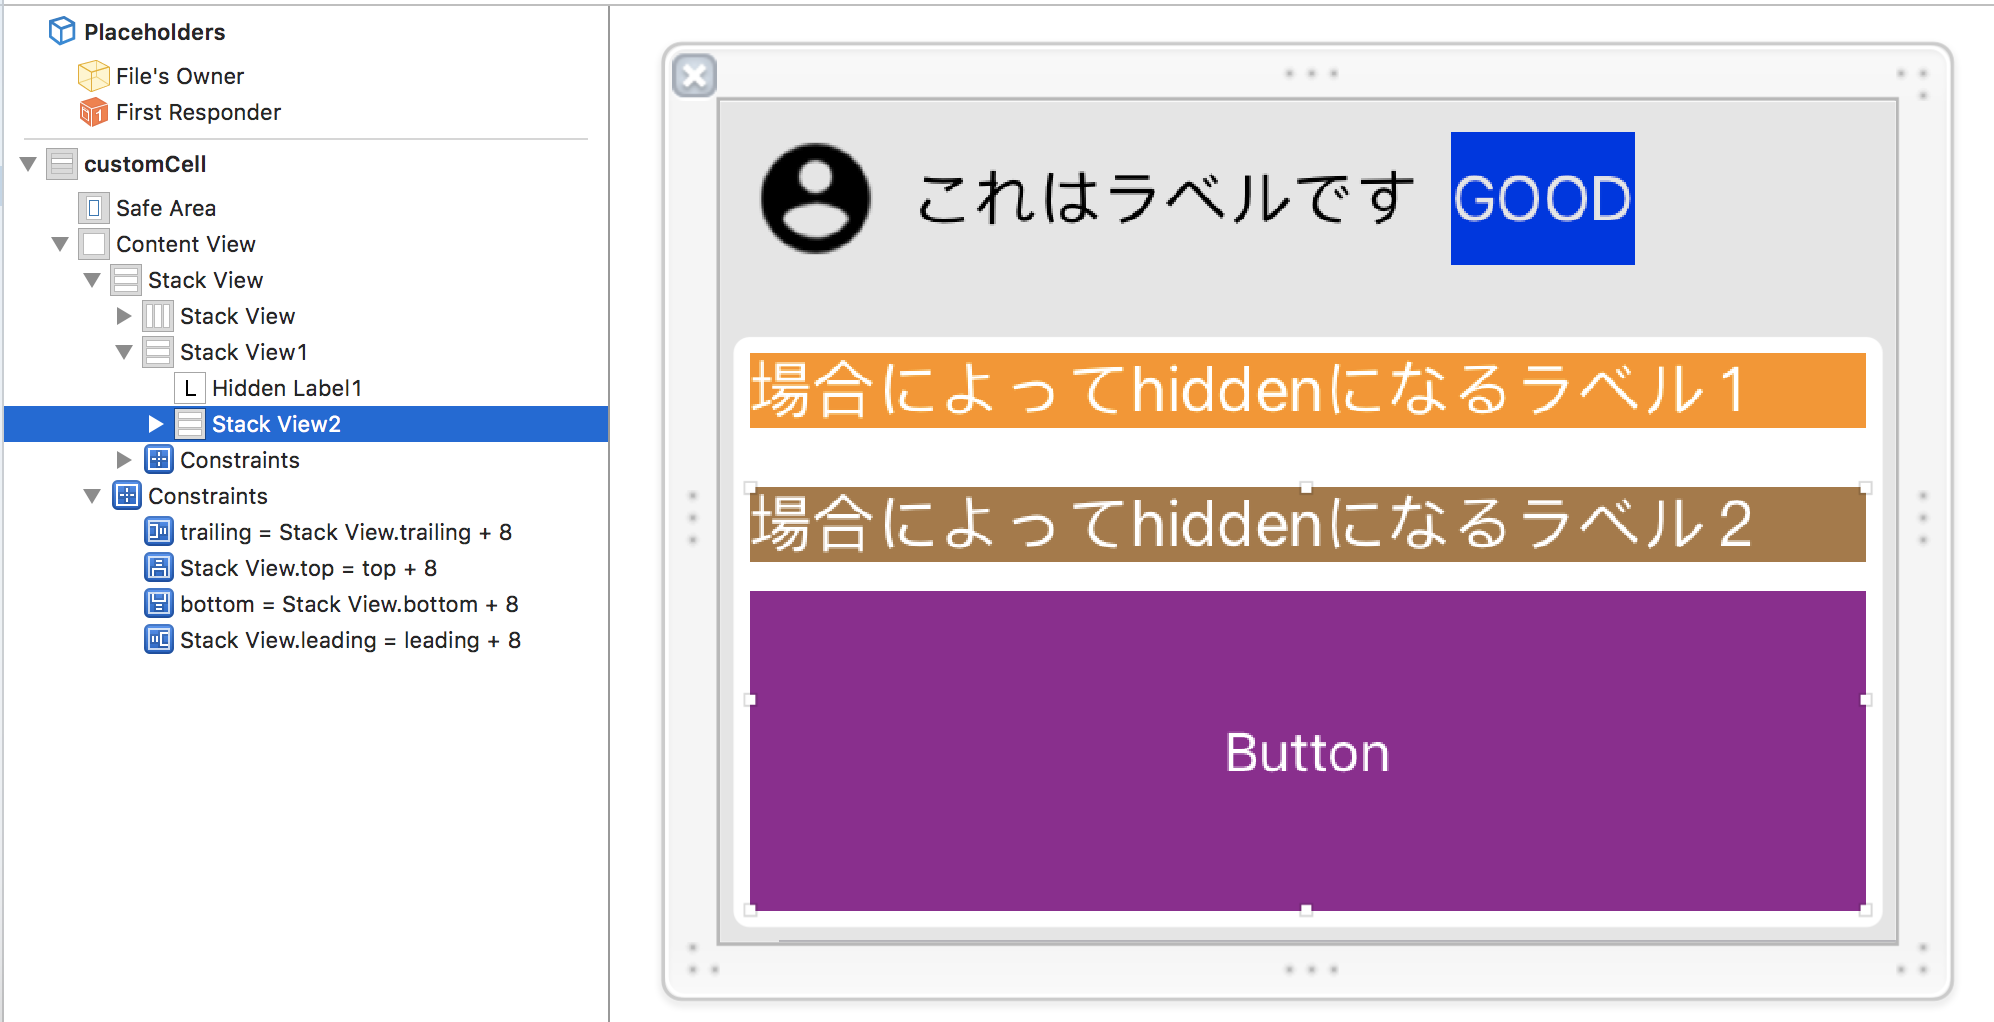 Placeholders
File's Owner
First Responder
customCell
Safe Area
Content View
Stack View
Stack View
Stack View1
L Hidden Label1
Stack View2
Constraints
Constraints
trailing = Stack View.trailing + 8
Stack View.top = top + 8
bottom = Stack View.bottom + 8
Stack View.leading = leading + 8
これはラベルです GOOD
場合によってhiddenになるラベル１
場合によってhiddenになるラベル２
Button